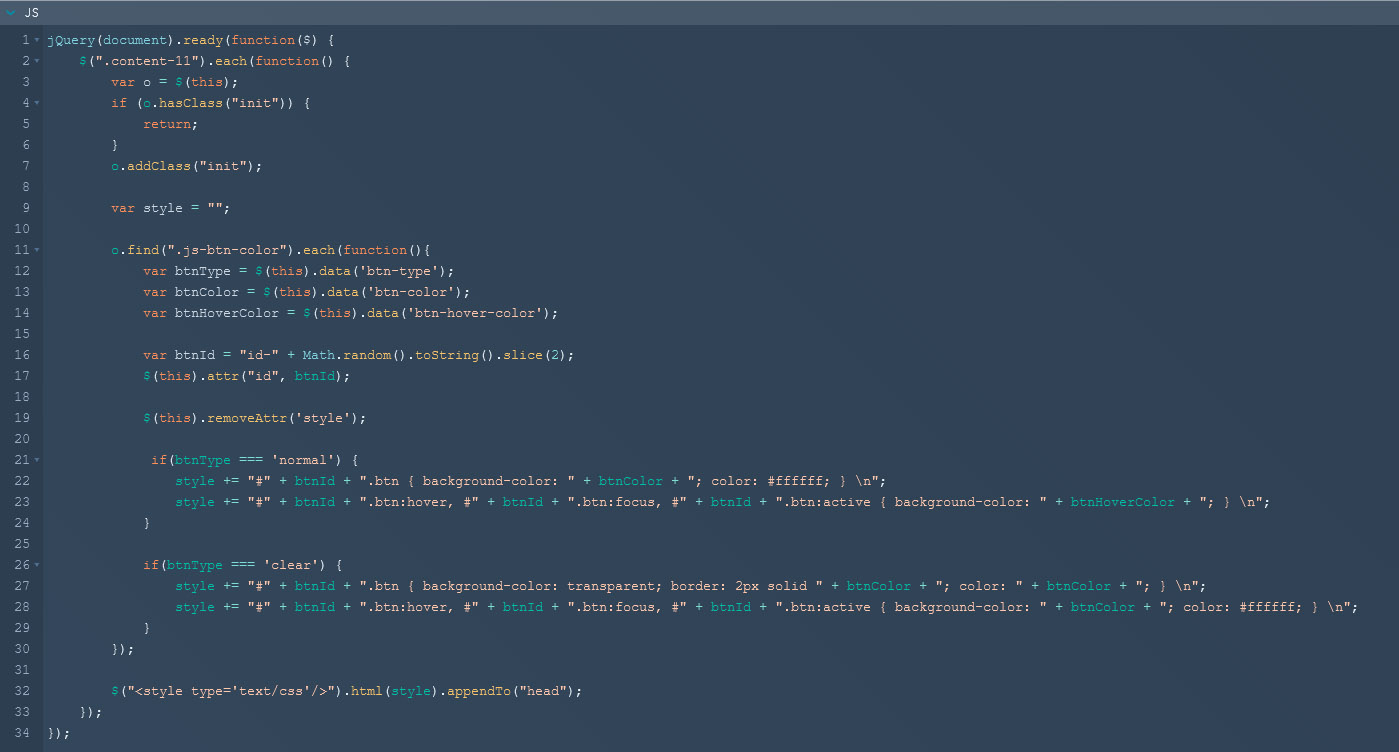 JS
1 jQuery(document).ready(function($) {
2     $(".content-11").each(function() {
3         var o = $(this);
4         if (o.hasClass("init")) {
5             return;
6         }
7         o.addClass("init");
8
9         var style = "";
10
11         o.find(".js-btn-color").each(function(){
12             var btnType = $(this).data('btn-type');
13             var btnColor = $(this).data('btn-color');
14             var btnHoverColor = $(this).data('btn-hover-color');
15
16             var btnId = "id-" + Math.random().toString().slice(2);
17             $(this).attr("id", btnId);
18
19             $(this).removeAttr('style');
20
21              if(btnType === 'normal') {
22                 style += "#" + btnId + ".btn { background-color: " + btnColor + "; color: #ffffff; } \n";
23                 style += "#" + btnId + ".btn:hover, #" + btnId + ".btn:focus, #" + btnId + ".btn:active { background-color: " + btnHoverColor + "; } \n";
24             }
25
26             if(btnType === 'clear') {
27                 style += "#" + btnId + ".btn { background-color: transparent; border: 2px solid " + btnColor + "; color: " + btnColor + "; } \n";
28                 style += "#" + btnId + ".btn:hover, #" + btnId + ".btn:focus, #" + btnId + ".btn:active { background-color: " + btnColor + "; color: #ffffff; } \n";
29             }
30         });
31
32         $("<style type='text/css'/>").html(style).appendTo("head");
33     });
34 });